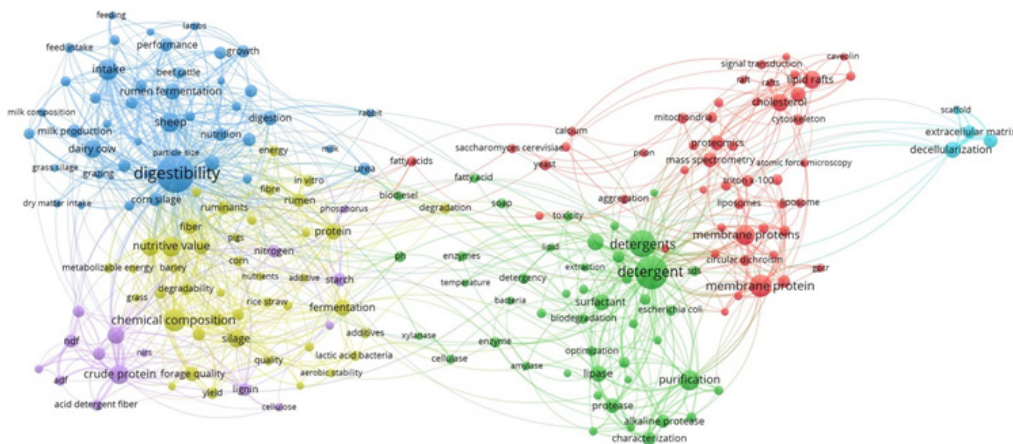 feeding
lambs
feed intake
performance
growth
intake
beef cattle
rumen fermentation
milk composition
sheep
digestion
rabbit
milk production
nutrition
dairy cow
particle size
energy
milk
grass silage
grazing
digestibility
urea
fatty acids
fibre
in vitro
dry matter intake
corn silage
ruminants
rumen
phosphorus
biodiesel
fatty acid
soap
degradation
fiber
protein
pigs
nutritive value
nitrogen
ph
enzymes
metabolizable energy
barley
corn
nutrients
additive
starch
temperature
degradability
grass
rice straw
fermentation
chemical composition
additives
xylanase
silage
ndf
nirs
quality
lactic acid bacteria
cellulase
adf
crude protein
forage quality
aerobic stability
yield
lignin
acid detergent fiber
cellulose
signal transduction
caveolin
raft
rafts
lipid rafts
cholesterol
mitochondria
cytoskeleton
calcium
saccharomyces cerevisiae
proteomics
yeast
prion
mass spectrometry
atomic force microscopy
triton x-100
aggregation
liposomes
liposome
toxicity
membrane proteins
circular dichroism
gpcr
membrane protein
scaffold
extracellular matrix
decellularization
lipid
detergents
extraction
detergency
detergent
sds
bacteria
surfactant
biodegradation
escherichia coli
enzyme
optimization
amylase
lipase
purification
protease
alkaline protease
characterization